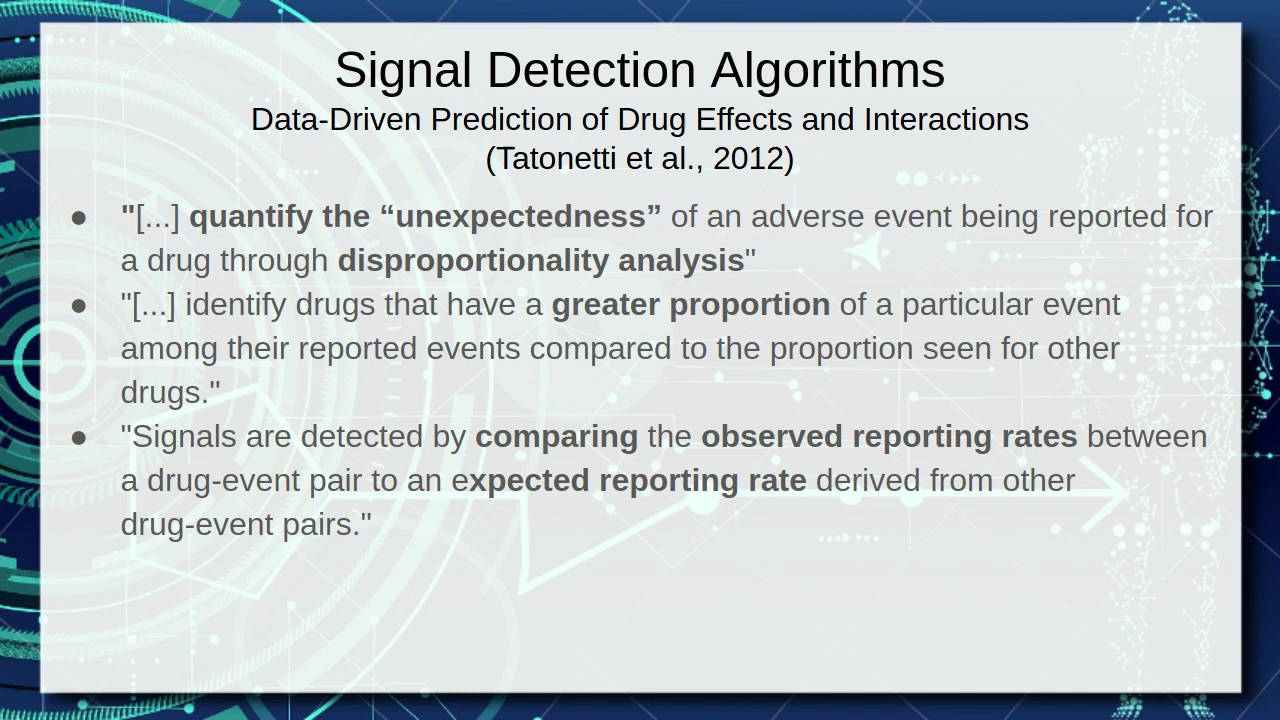 Signal Detection Algorithms
Data-Driven Prediction of Drug Effects and Interactions
(Tatonetti et al., 2012)
● "[...] quantify the “unexpectedness” of an adverse event being reported for
a drug through disproportionality analysis"
● "[...] identify drugs that have a greater proportion of a particular event
among their reported events compared to the proportion seen for other
drugs."
● "Signals are detected by comparing the observed reporting rates between
a drug-event pair to an expected reporting rate derived from other
drug-event pairs."